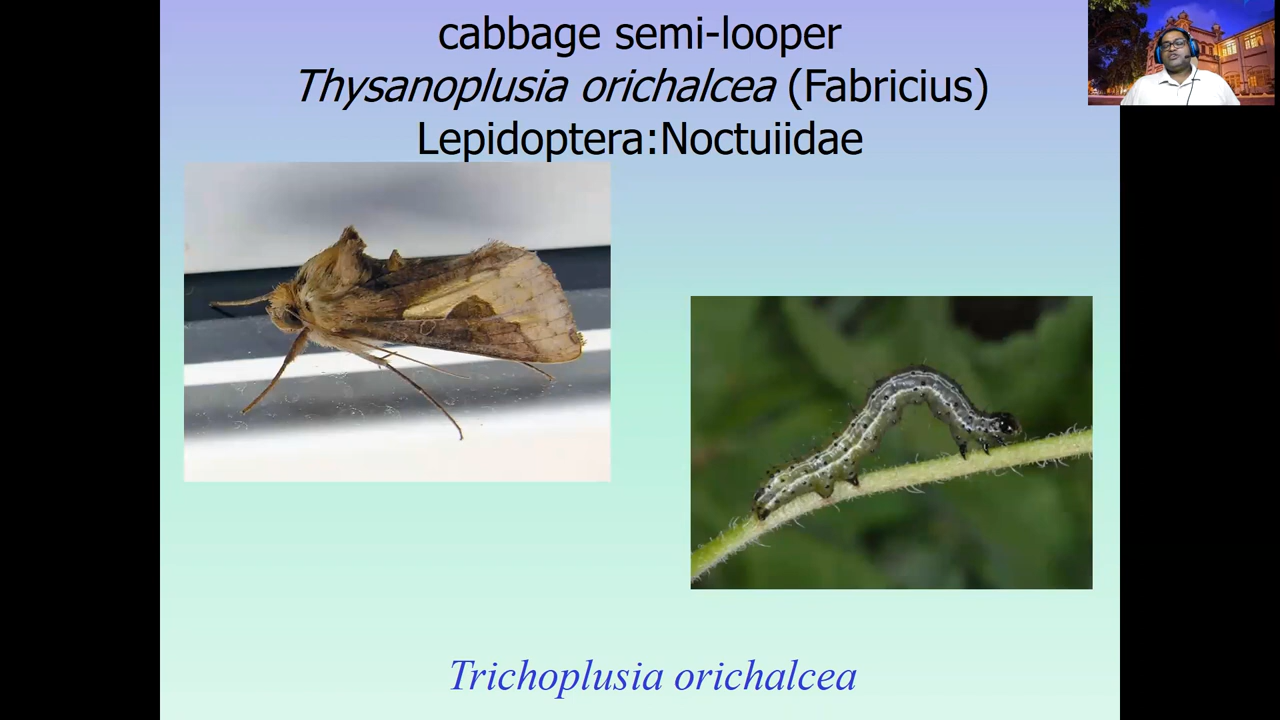 cabbage semi-looper
Thysanoplusia orichalcea (Fabricius)
Lepidoptera:Noctuiidae
Trichoplusia orichalcea